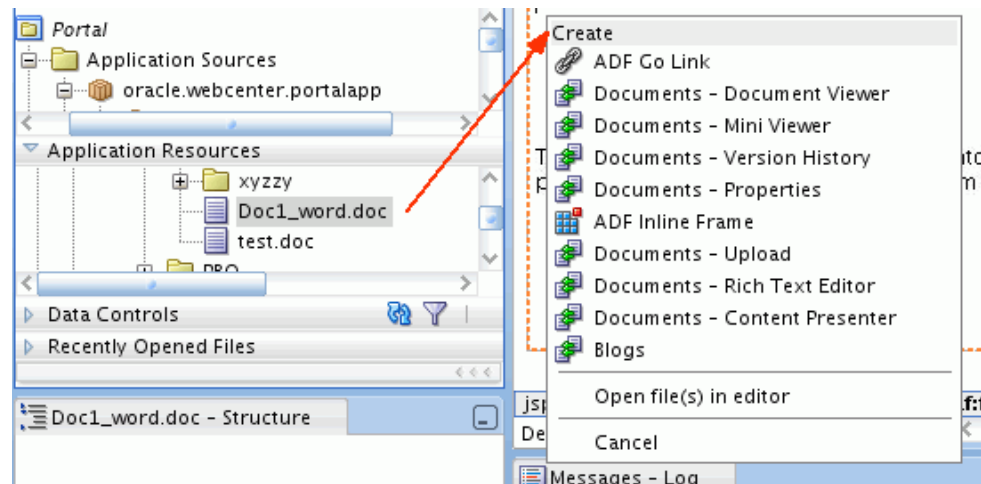 Portal
Application Sources
oracle.webcenter.portalapp
Application Resources
xyzzy
Doc1_word.doc
test.doc
Data Controls
Recently Opened Files
Doc1_word.doc - Structure
Create
ADF Go Link
Documents - Document Viewer
Documents - Mini Viewer
Documents - Version History
Documents - Properties
ADF Inline Frame
Documents - Upload
Documents - Rich Text Editor
Documents - Content Presenter
Blogs
Open file(s) in editor
Cancel
Messages - Log